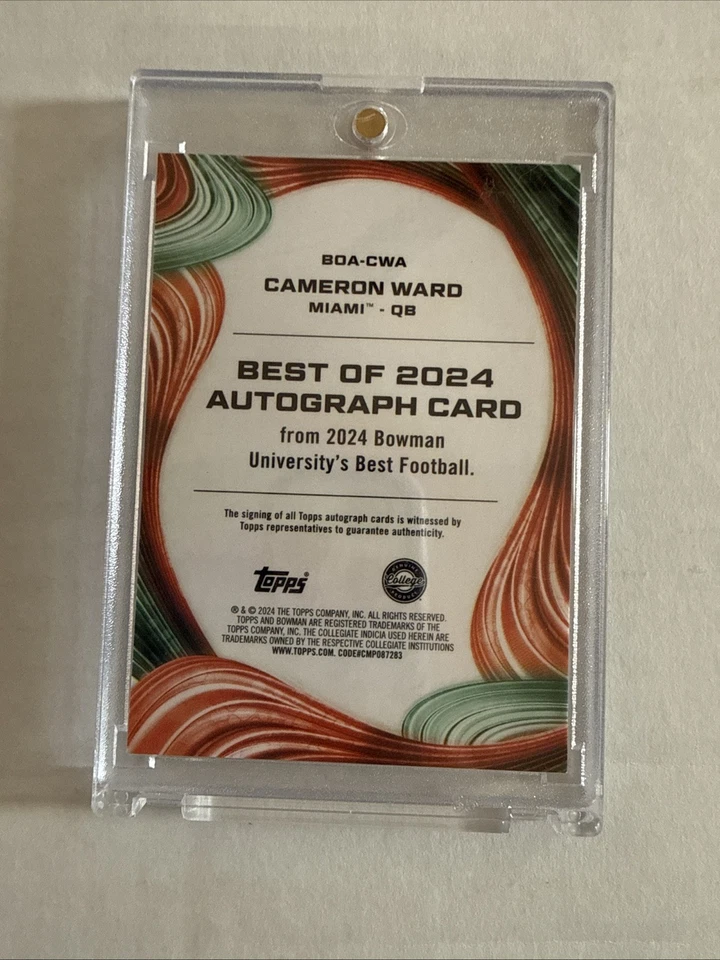 BOA-CWA
CAMERON WARD
MIAMI™ - QB
BEST OF 2024
AUTOGRAPH CARD
from 2024 Bowman
University's Best Football.
The signing of all Topps autograph cards is witnessed by
Topps representatives to guarantee authenticity.
topps®
GENUINE
College
PRODUCT
® & © 2024 THE TOPPS COMPANY, INC. ALL RIGHTS RESERVED.
TOPPS AND BOWMAN ARE REGISTERED TRADEMARKS OF THE
TOPPS COMPANY, INC. THE COLLEGIATE INDICIA USED HEREIN ARE
TRADEMARKS OWNED BY THE RESPECTIVE COLLEGIATE INSTITUTIONS
WWW.TOPPS.COM. CODE#CMP087283